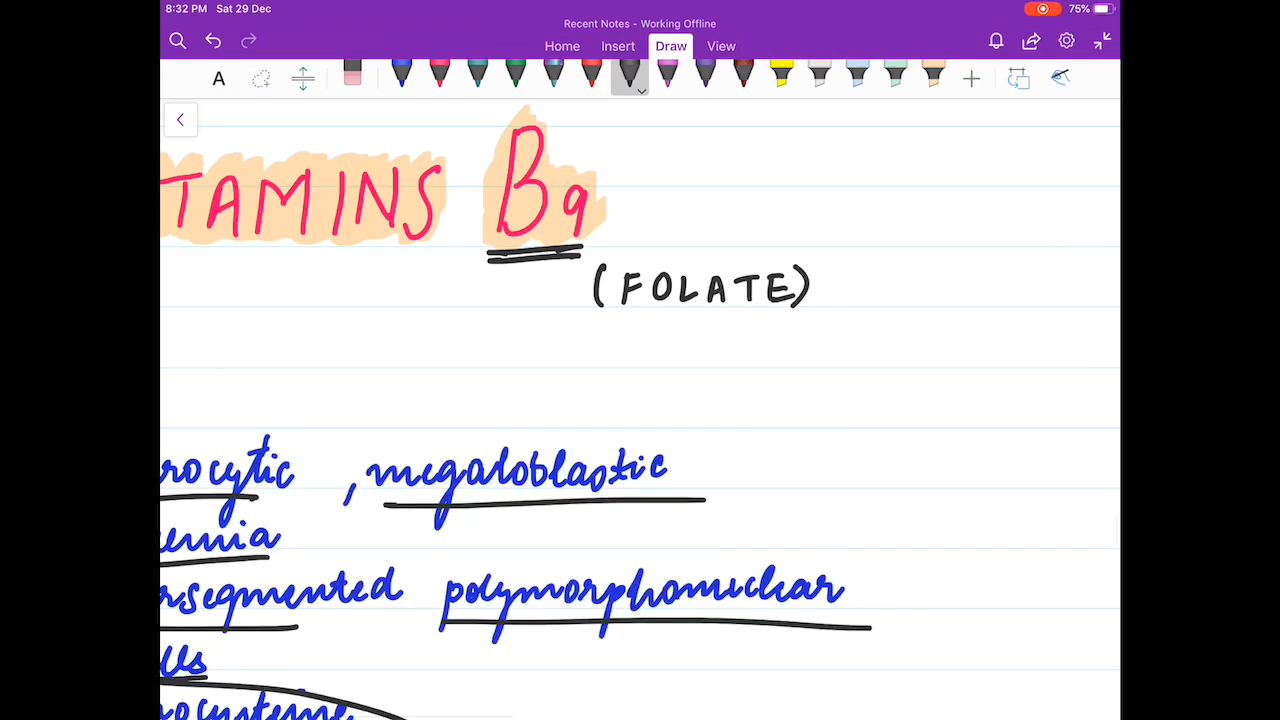 8:32 PM Sat 29 Dec
75%
Recent Notes - Working Offline
Home Insert Draw View
A
TAMINS B9
(FOLATE)
rocytic , megaloblastic
emia
rsegmented polymorphonuclear
lls
ocysteine